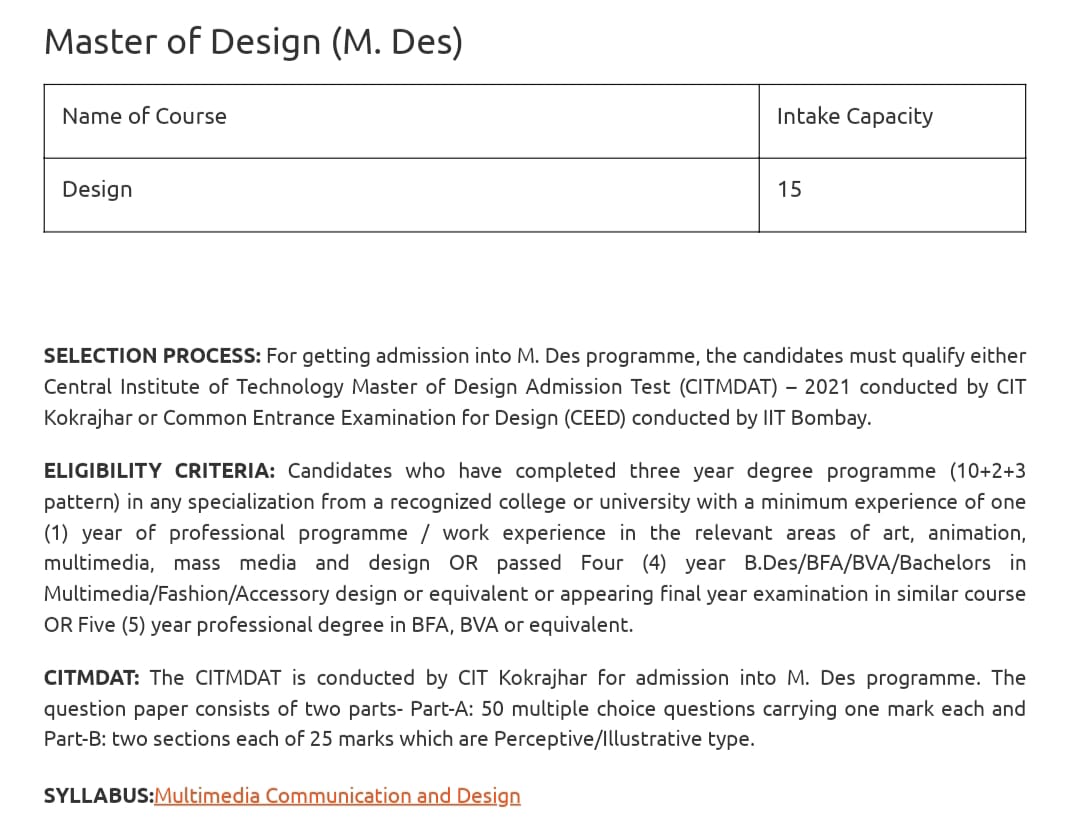 Master of Design (M. Des)
Name of Course
Intake Capacity
Design
15
SELECTION PROCESS: For getting admission into M. Des programme, the candidates must qualify either
Central Institute of Technology Master of Design Admission Test (CITMDAT) – 2021 conducted by CIT
Kokrajhar or Common Entrance Examination for Design (CEED) conducted by IIT Bombay.
ELIGIBILITY CRITERIA: Candidates who have completed three year degree programme (10+2+3
pattern) in any specialization from a recognized college or university with a minimum experience of one
(1) year of professional programme / work experience in the relevant areas of art, animation,
multimedia, mass media and design OR passed Four (4) year B.Des/BFA/BVA/Bachelors in
Multimedia/Fashion/Accessory design or equivalent or appearing final year examination in similar course
OR Five (5) year professional degree in BFA, BVA or equivalent.
CITMDAT: The CITMDAT is conducted by CIT Kokrajhar for admission into M. Des programme. The
question paper consists of two parts- Part-A: 50 multiple choice questions carrying one mark each and
Part-B: two sections each of 25 marks which are Perceptive/Illustrative type.
SYLLABUS:Multimedia Communication and Design